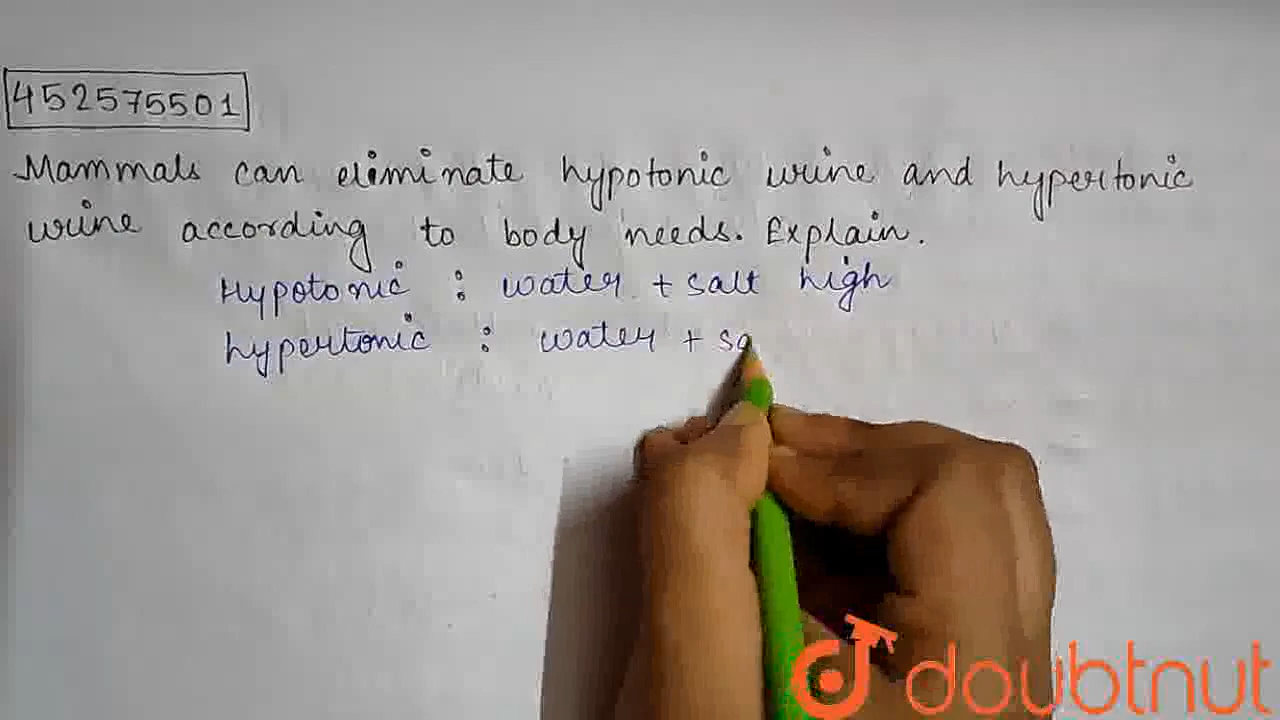 452575501
Mammals can eliminate hypotonic urine and hypertonic
urine according to body needs. Explain.
Hypotonic : water + salt high
hypertonic : water + sa
doubtnut